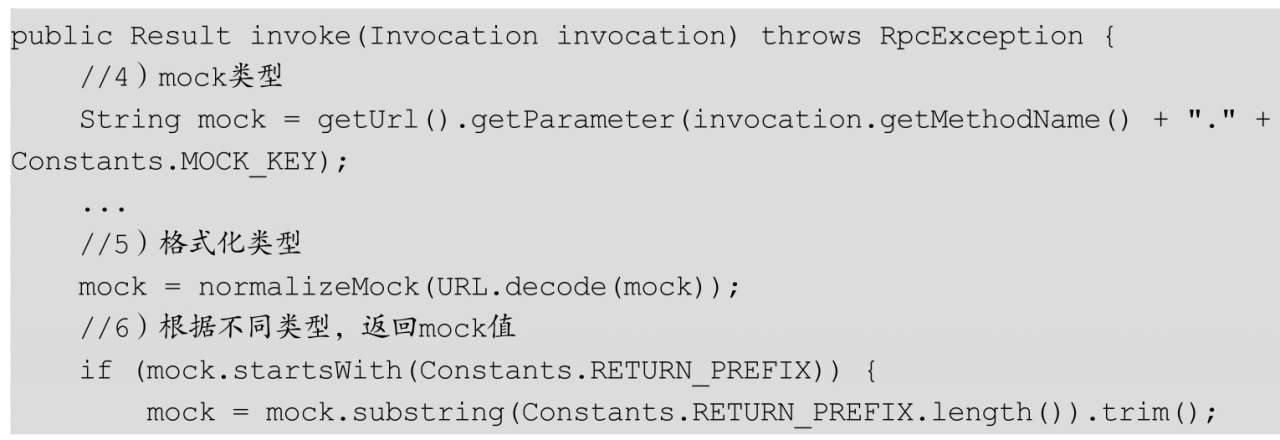 public Result invoke(Invocation invocation) throws RpcException {
    //4）mock类型
    String mock = getUrl().getParameter(invocation.getMethodName() + "." +
Constants.MOCK_KEY);
    ...
    //5）格式化类型
    mock = normalizeMock(URL.decode(mock));
    //6）根据不同类型，返回mock值
    if (mock.startsWith(Constants.RETURN_PREFIX)) {
        mock = mock.substring(Constants.RETURN_PREFIX.length()).trim();